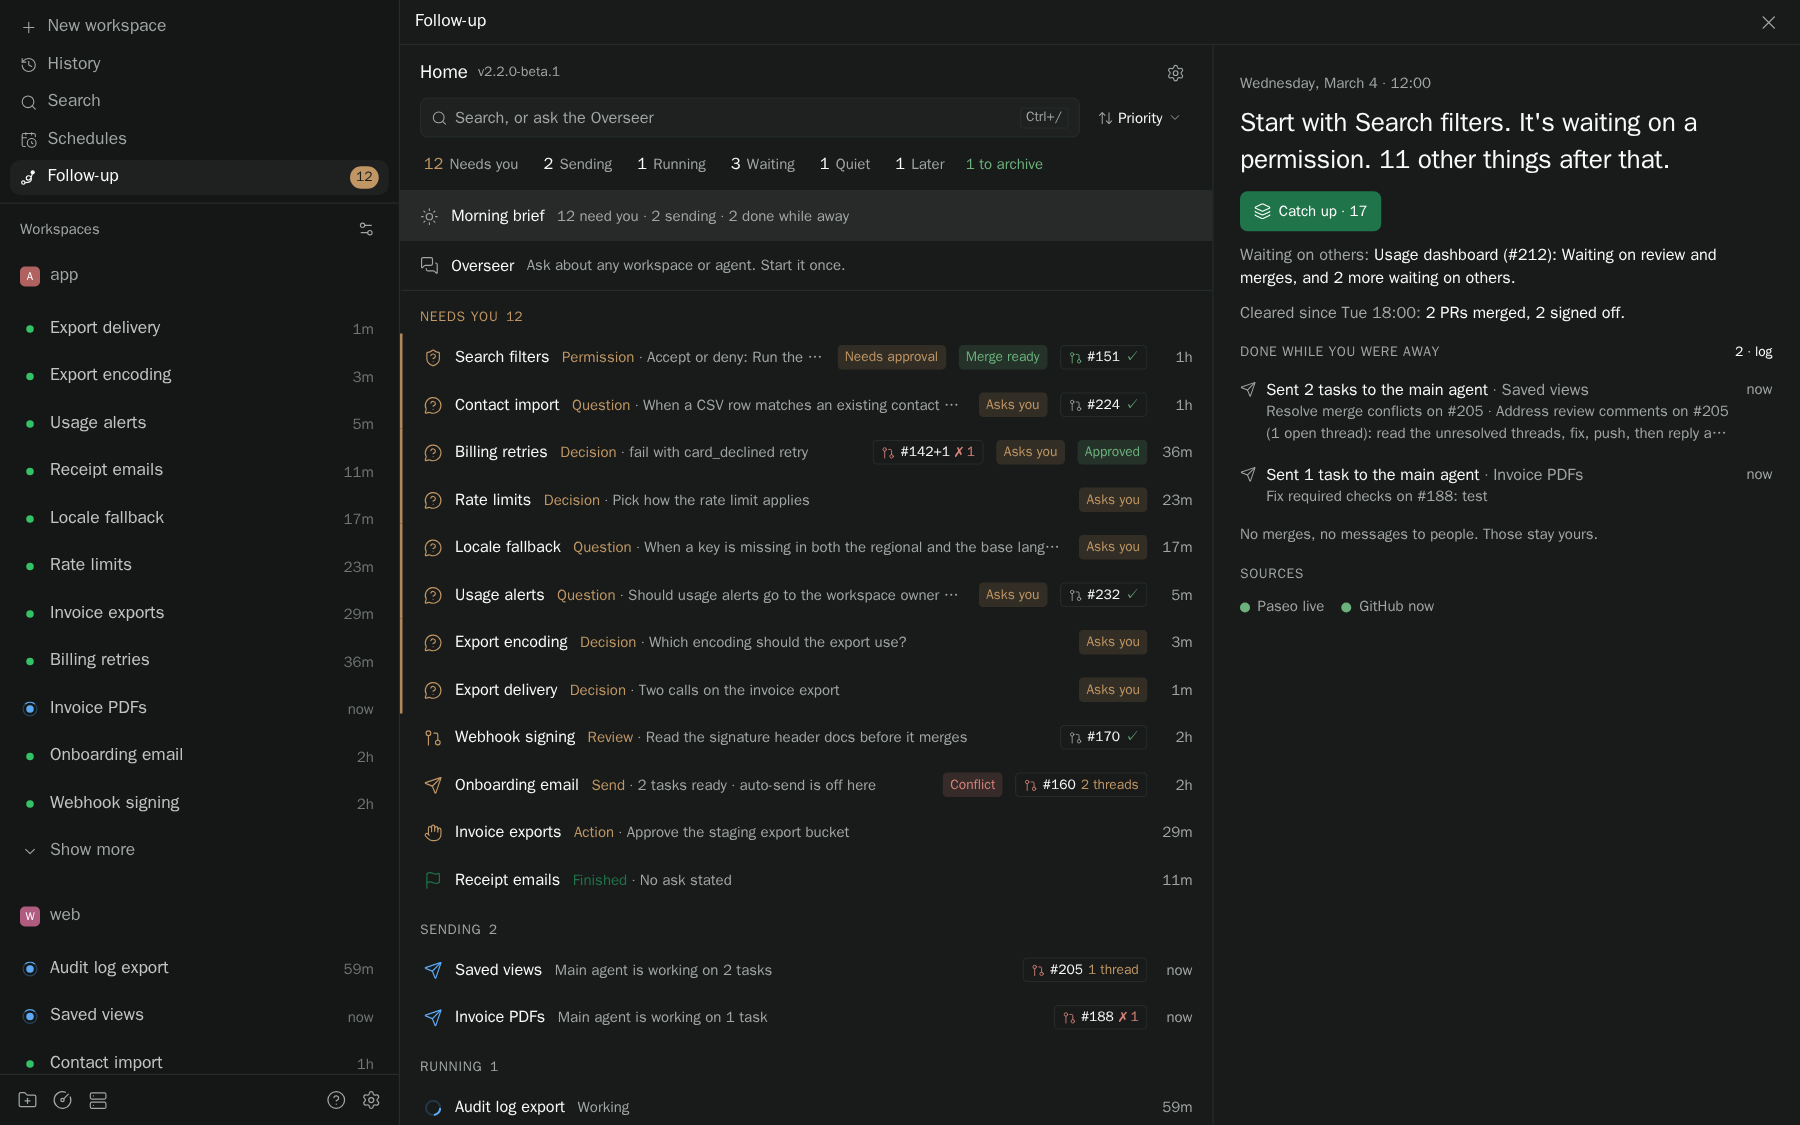 New workspace
History
Search
Schedules
Follow-up 12
Workspaces
A app
Export delivery 1m
Export encoding 3m
Usage alerts 5m
Receipt emails 11m
Locale fallback 17m
Rate limits 23m
Invoice exports 29m
Billing retries 36m
Invoice PDFs now
Onboarding email 2h
Webhook signing 2h
Show more
W web
Audit log export 59m
Saved views now
Contact import 1h
Follow-up
Home v2.2.0-beta.1
Search, or ask the Overseer Ctrl+/ Priority
12 Needs you 2 Sending 1 Running 3 Waiting 1 Quiet 1 Later 1 to archive
Morning brief 12 need you · 2 sending · 2 done while away
Overseer Ask about any workspace or agent. Start it once.
NEEDS YOU 12
Search filters Permission · Accept or deny: Run the ··· Needs approval Merge ready #151 ✓ 1h
Contact import Question · When a CSV row matches an existing contact ··· Asks you #224 ✓ 1h
Billing retries Decision · fail with card_declined retry #142+1 ✗ 1 Asks you Approved 36m
Rate limits Decision · Pick how the rate limit applies Asks you 23m
Locale fallback Question · When a key is missing in both the regional and the base lang··· Asks you 17m
Usage alerts Question · Should usage alerts go to the workspace owner ··· Asks you #232 ✓ 5m
Export encoding Decision · Which encoding should the export use? Asks you 3m
Export delivery Decision · Two calls on the invoice export Asks you 1m
Webhook signing Review · Read the signature header docs before it merges #170 ✓ 2h
Onboarding email Send · 2 tasks ready · auto-send is off here Conflict #160 2 threads 2h
Invoice exports Action · Approve the staging export bucket 29m
Receipt emails Finished · No ask stated 11m
SENDING 2
Saved views Main agent is working on 2 tasks #205 1 thread now
Invoice PDFs Main agent is working on 1 task #188 ✗ 1 now
RUNNING 1
Audit log export Working 59m
Wednesday, March 4 · 12:00
Start with Search filters. It's waiting on a
permission. 11 other things after that.
Catch up · 17
Waiting on others: Usage dashboard (#212): Waiting on review and
merges, and 2 more waiting on others.
Cleared since Tue 18:00: 2 PRs merged, 2 signed off.
DONE WHILE YOU WERE AWAY 2 · log
Sent 2 tasks to the main agent · Saved views now
Resolve merge conflicts on #205 · Address review comments on #205
(1 open thread): read the unresolved threads, fix, push, then reply a···
Sent 1 task to the main agent · Invoice PDFs now
Fix required checks on #188: test
No merges, no messages to people. Those stay yours.
SOURCES
Paseo live GitHub now